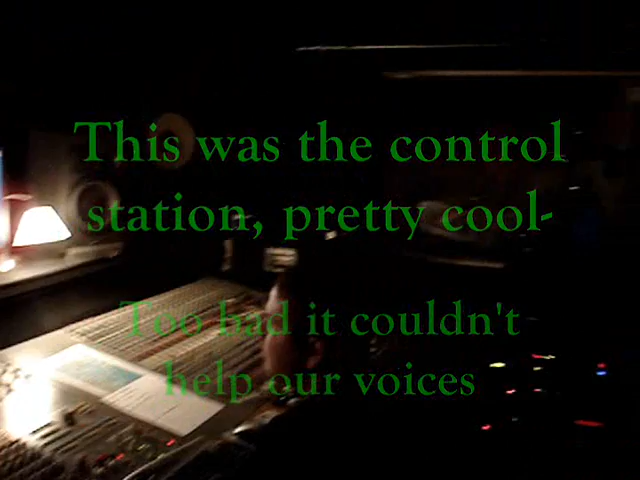 This was the control
station, pretty cool-
Too bad it couldn't
help our voices